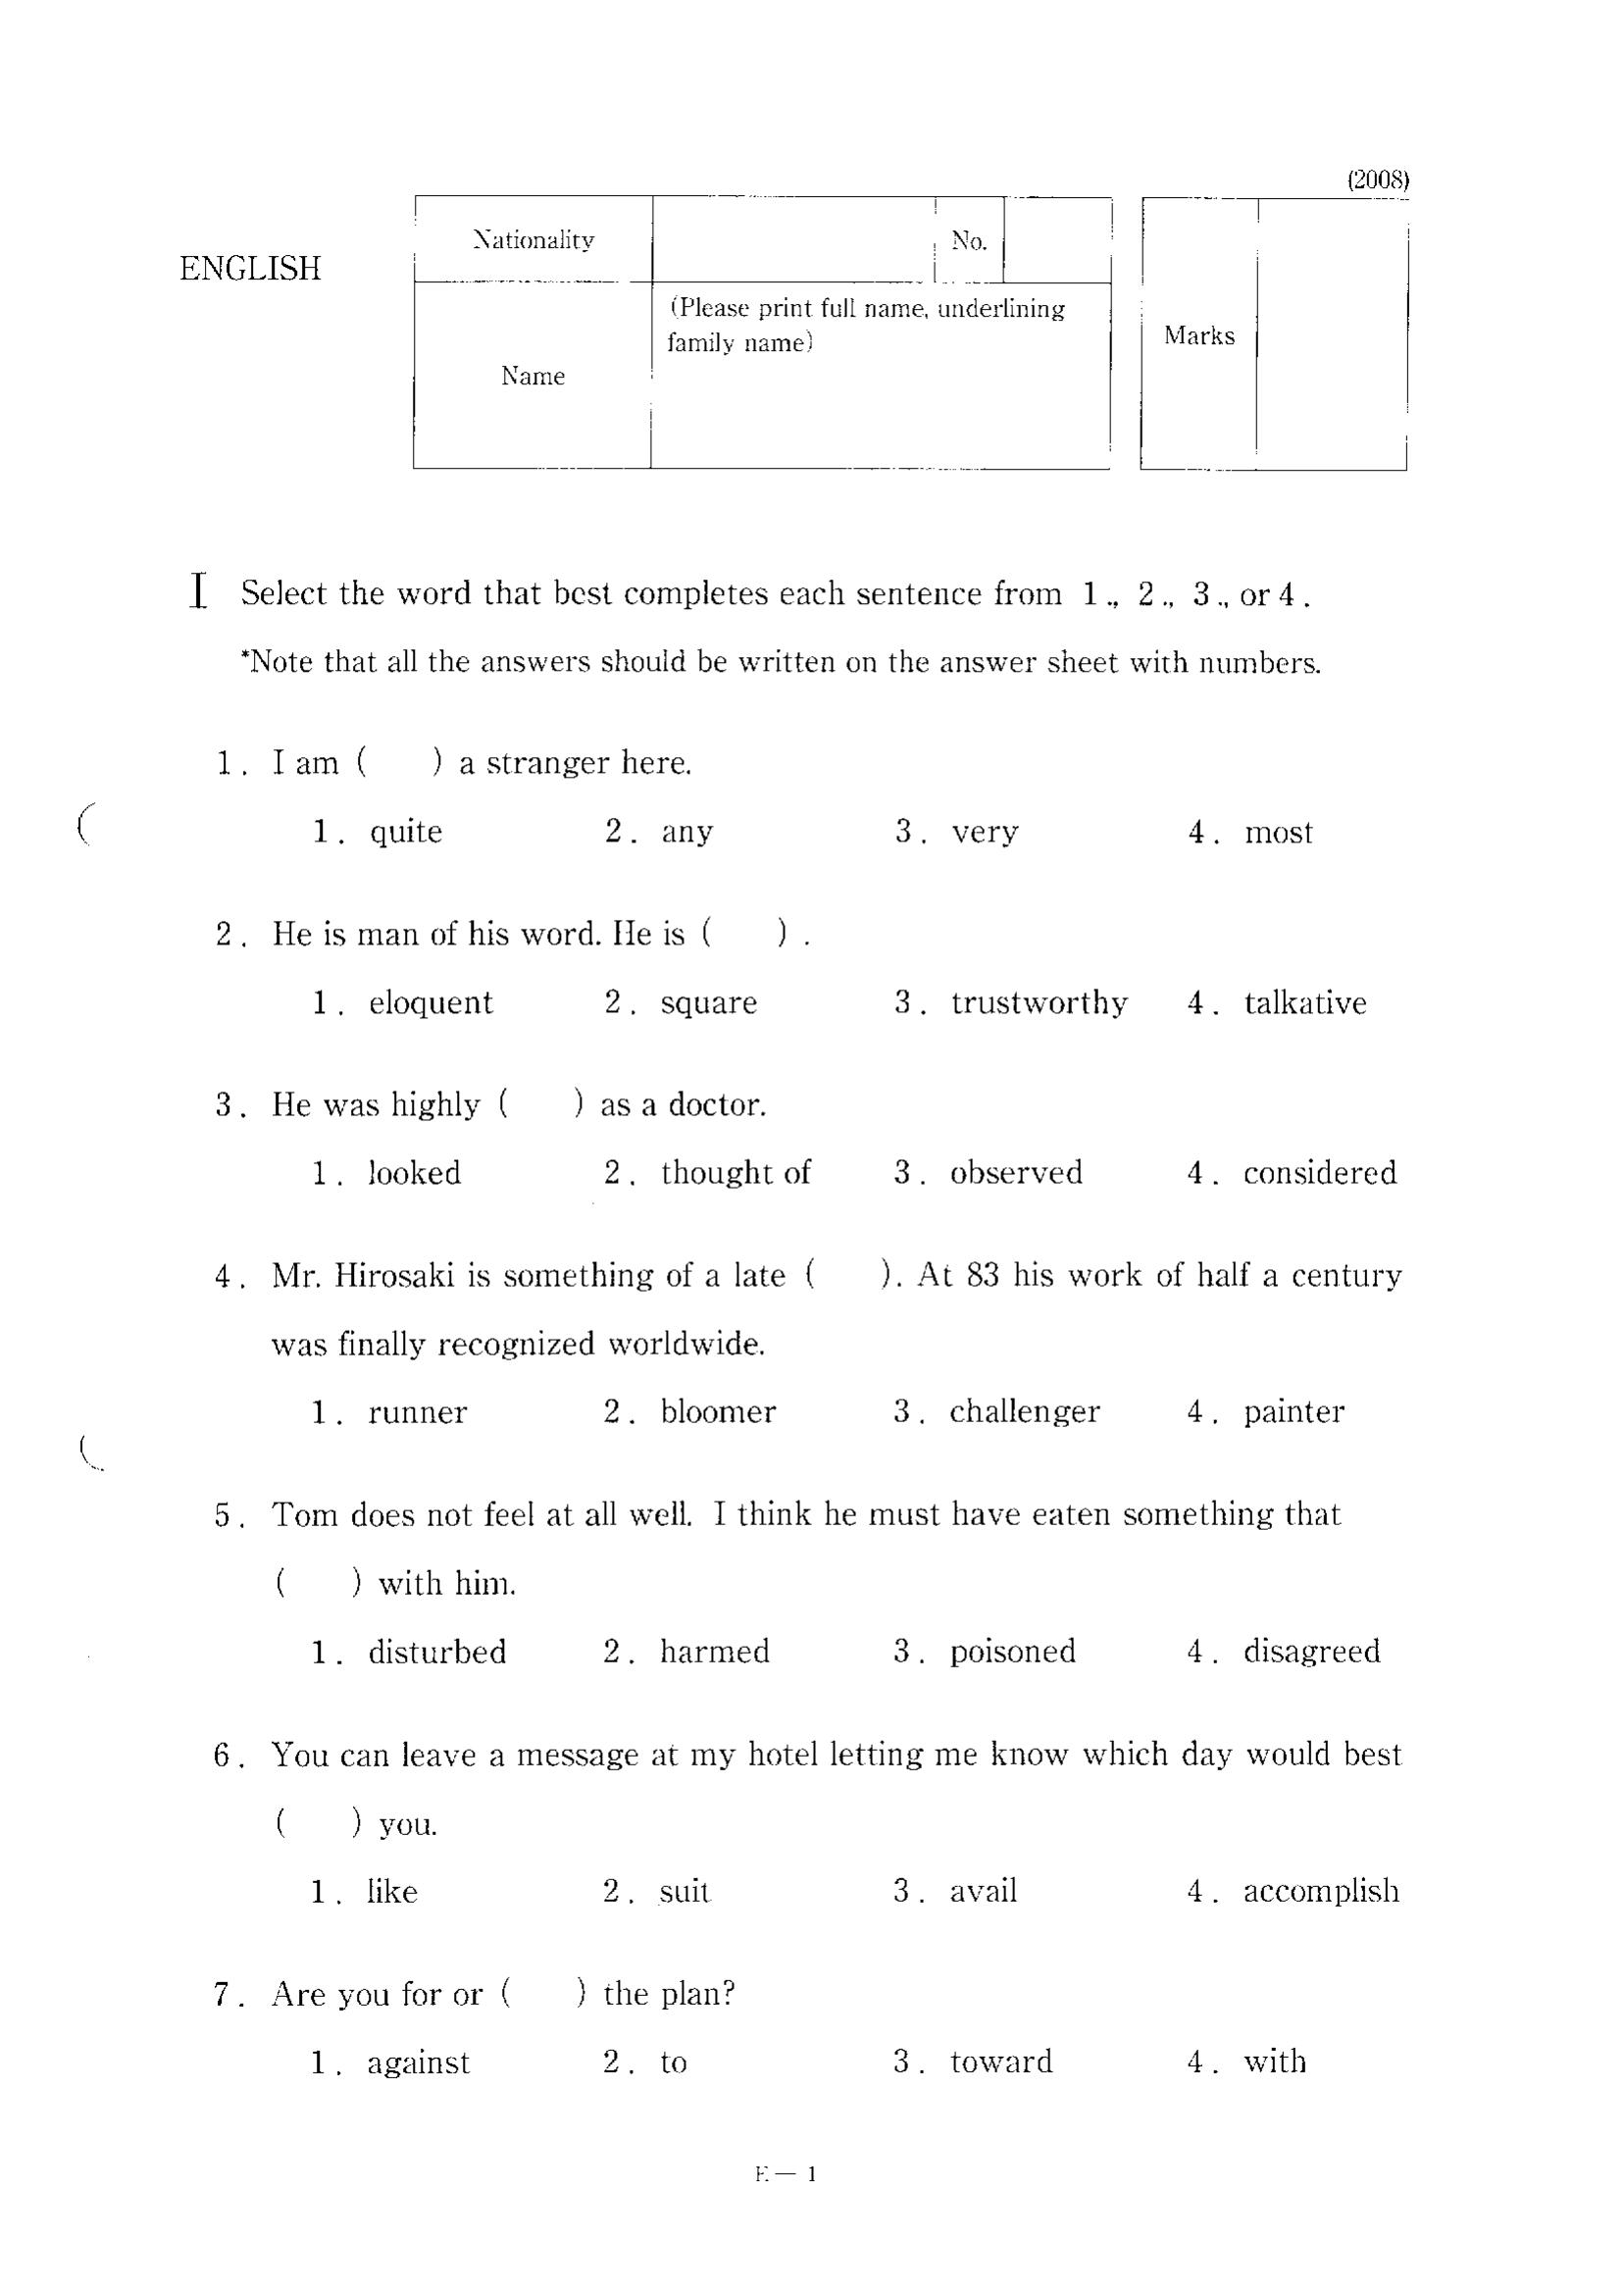 (2008)
ENGLISH
Nationality
No.
Name
(Please print full name, underlining
family name)
Marks
I Select the word that best completes each sentence from 1., 2., 3., or 4.
*Note that all the answers should be written on the answer sheet with numbers.
1. I am ( ) a stranger here.
1. quite 2. any 3. very 4. most
2. He is man of his word. He is ( ) .
1. eloquent 2. square 3. trustworthy 4. talkative
3. He was highly ( ) as a doctor.
1. looked 2. thought of 3. observed 4. considered
4. Mr. Hirosaki is something of a late ( ). At 83 his work of half a century
was finally recognized worldwide.
1. runner 2. bloomer 3. challenger 4. painter
5. Tom does not feel at all well. I think he must have eaten something that
( ) with him.
1. disturbed 2. harmed 3. poisoned 4. disagreed
6. You can leave a message at my hotel letting me know which day would best
( ) you.
1. like 2. suit 3. avail 4. accomplish
7. Are you for or ( ) the plan?
1. against 2. to 3. toward 4. with
E — 1